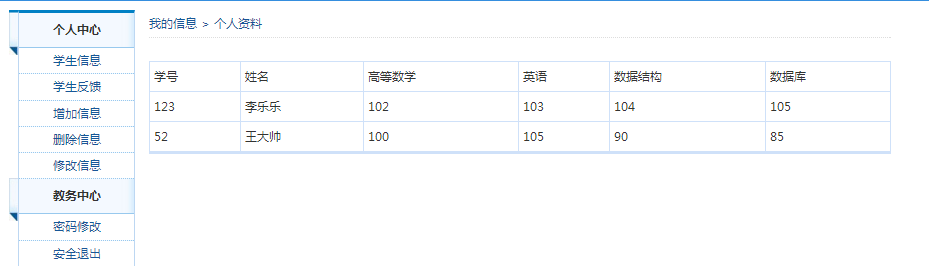 个人中心
学生信息
学生反馈
增加信息
删除信息
修改信息
教务中心
密码修改
安全退出
我的信息 > 个人资料
学号 姓名 高等数学 英语 数据结构 数据库
123 李乐乐 102 103 104 105
52 王大帅 100 105 90 85